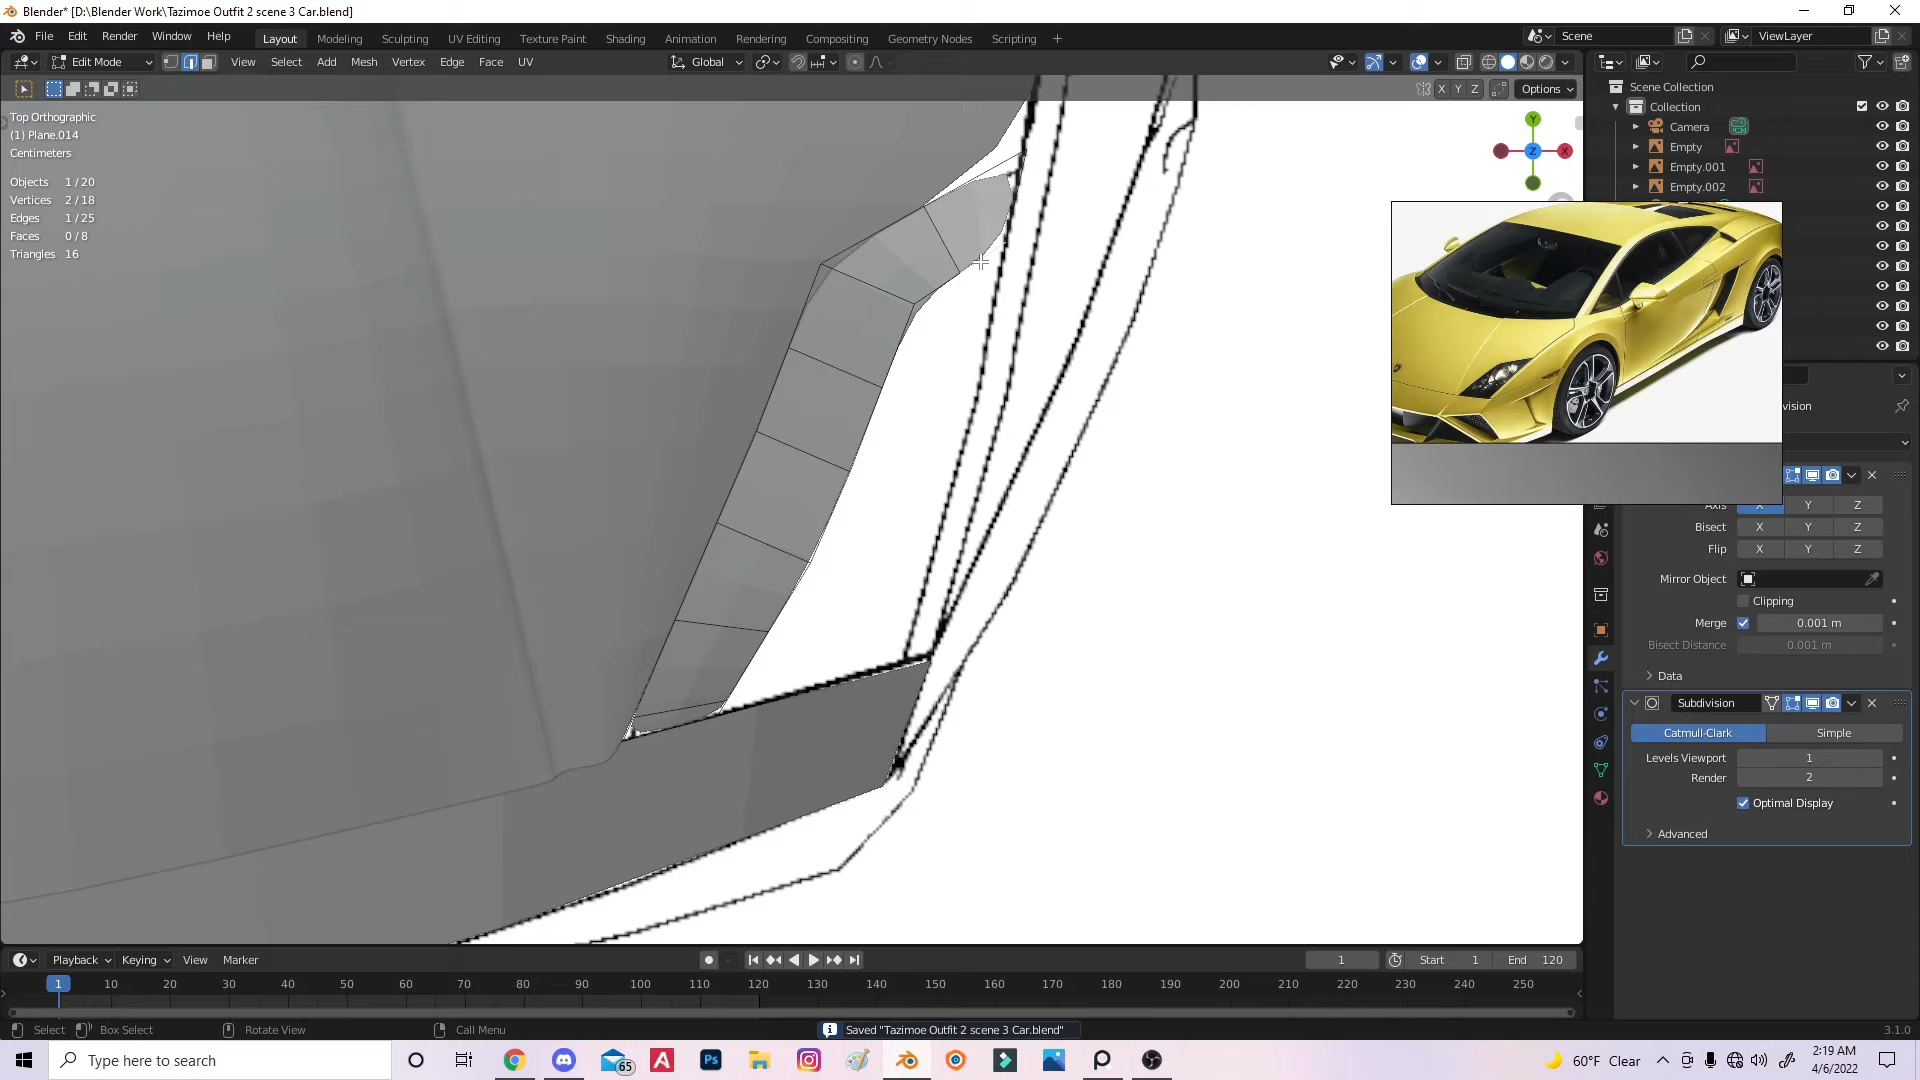 Blender* [D:\Blender Work\Tazimoe Outfit 2 scene 3 Car.blend]
File Edit Render Window Help Layout Modeling Sculpting UV Editing Texture Paint Shading Animation Rendering Compositing Geometry Nodes Scripting + Scene ViewLayer
Edit Mode View Select Add Mesh Vertex Edge Face UV Global
X Y Z Options
Top Orthographic
(1) Plane.014
Centimeters
Objects 1 / 20
Vertices 2 / 18
Edges 1 / 25
Faces 0 / 8
Triangles 16
Y
Z X
Scene Collection
Collection
Camera
Empty
Empty.001
Empty.002
vision
Axis X Y Z
Bisect X Y Z
Flip X Y Z
Mirror Object
Clipping
Merge 0.001 m
Bisect Distance 0.001 m
Data
Subdivision
Catmull-Clark Simple
Levels Viewport 1
Render 2
Optimal Display
Advanced
Playback Keying View Marker 1 Start 1 End 120
1 10 20 30 40 50 60 70 80 90 100 110 120 130 140 150 160 170 180 190 200 210 220 230 240 250
Select Box Select Rotate View Call Menu Saved "Tazimoe Outfit 2 scene 3 Car.blend" 3.1.0
Type here to search 65 Ps 60°F Clear 2:19 AM
4/6/2022